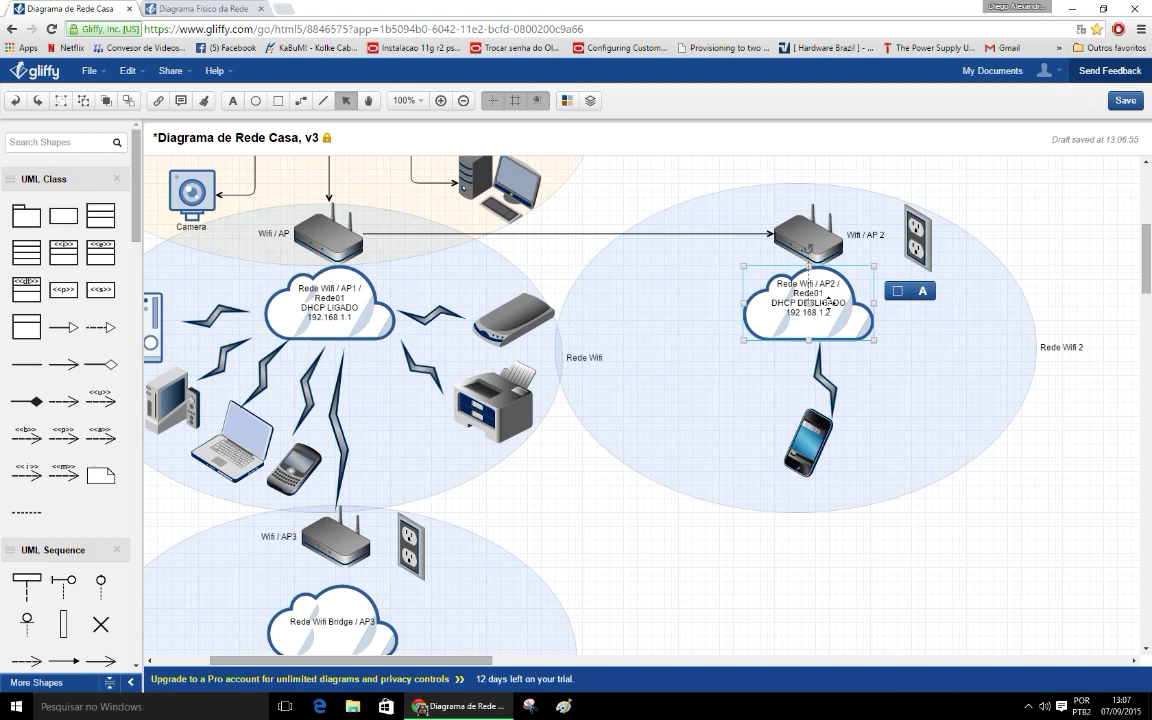 Diagrama de Rede Casa
Diagrama Físico da Rede
Diego Alexandr...
Gliffy, Inc. [US]
https://www.gliffy.com/go/html5/8846575?app=1b5094b0-6042-11e2-bcfd-0800200c9a66
Apps
Netflix
Convesor de Videos...
(5) Facebook
KaBuM! - Kolke Cab...
Instalacao 11g r2 ps...
Trocar senha do Ol...
Configuring Custom...
Provisioning to two ...
[ Hardware Brazil ] - ...
The Power Supply U...
Gmail
»
Outros favoritos
gliffy
File
Edit
Share
Help
My Documents
Send Feedback
A
100%
Save
Search Shapes
*Diagrama de Rede Casa, v3
Draft saved at 13:06:55
UML Class
<<p>>
<<e>>
<<p>>
<<s>>
<<u>>
<<b>>
<<p>>
<<a>>
<<i>>
<<m>>
UML Sequence
More Shapes
Camera
Wifi / AP
Rede Wifi / AP1 /
Rede01
DHCP LIGADO
192.168.1.1
Rede Wifi
Wifi / AP 2
Rede Wifi / AP2 /
Rede01
DHCP DESLIGADO
192.168.1.2
A
Rede Wifi 2
Wifi / AP3
Rede Wifi Bridge / AP3
Upgrade to a Pro account for unlimited diagrams and privacy controls »
12 days left on your trial.
Pesquisar no Windows
Diagrama de Rede ...
POR
PTB2
13:07
07/09/2015